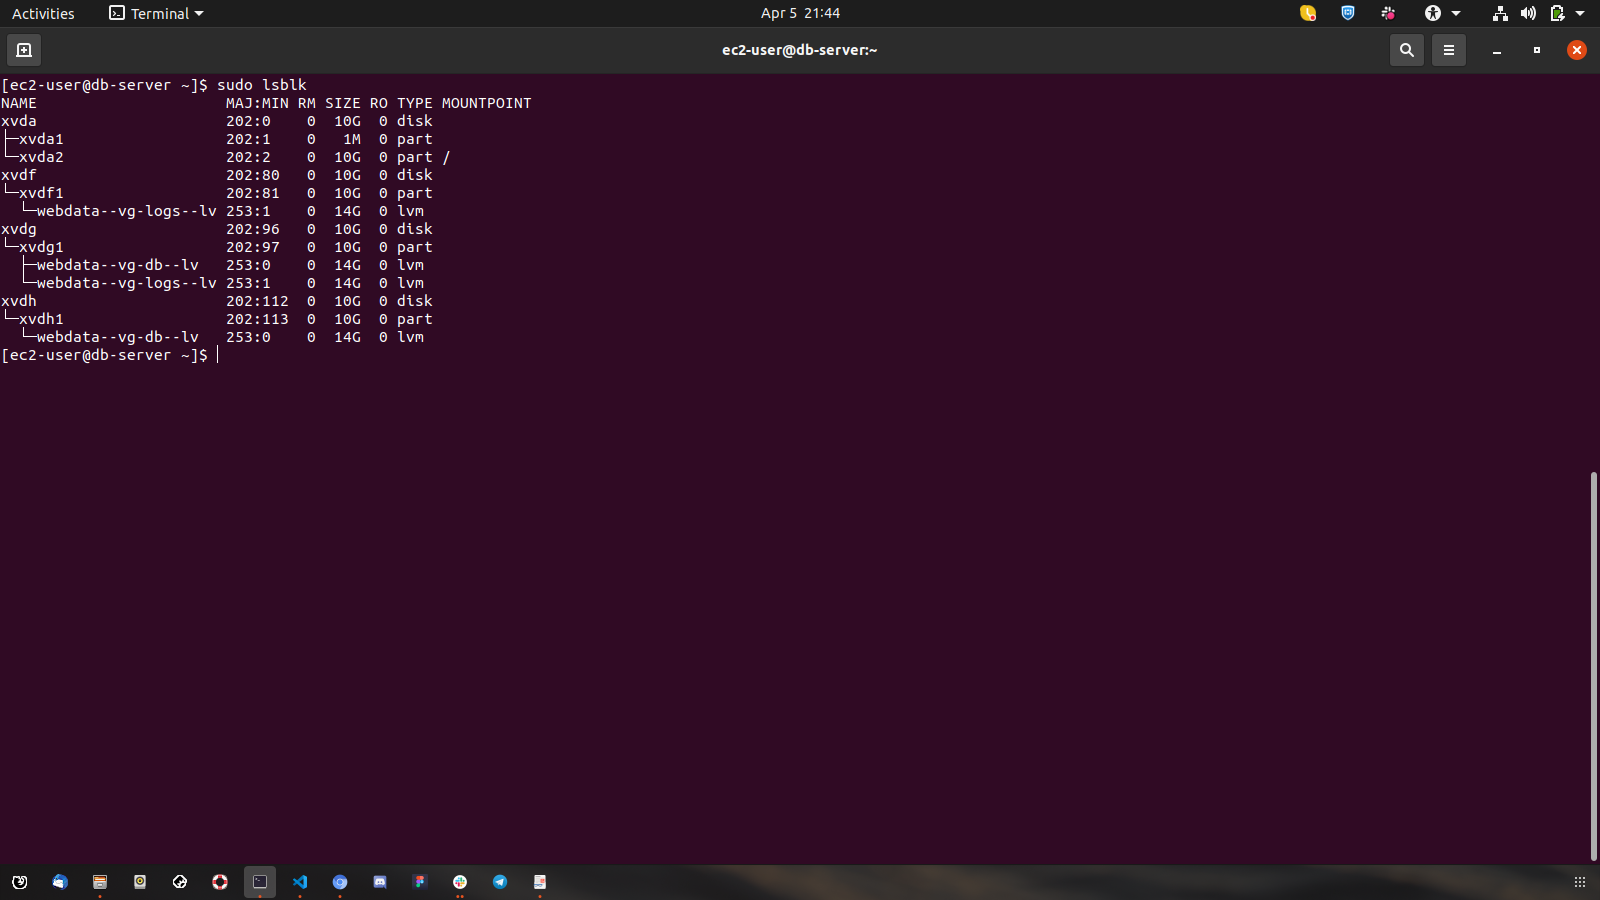 Activities Terminal Apr 5 21:44
ec2-user@db-server:~
[ec2-user@db-server ~]$ sudo lsblk
NAME                     MAJ:MIN RM SIZE RO TYPE MOUNTPOINT
xvda                     202:0    0  10G  0 disk
├─xvda1                  202:1    0   1M  0 part
└─xvda2                  202:2    0  10G  0 part /
xvdf                     202:80   0  10G  0 disk
└─xvdf1                  202:81   0  10G  0 part
  └─webdata--vg-logs--lv 253:1    0  14G  0 lvm
xvdg                     202:96   0  10G  0 disk
└─xvdg1                  202:97   0  10G  0 part
  ├─webdata--vg-db--lv   253:0    0  14G  0 lvm
  └─webdata--vg-logs--lv 253:1    0  14G  0 lvm
xvdh                     202:112  0  10G  0 disk
└─xvdh1                  202:113  0  10G  0 part
  └─webdata--vg-db--lv   253:0    0  14G  0 lvm
[ec2-user@db-server ~]$